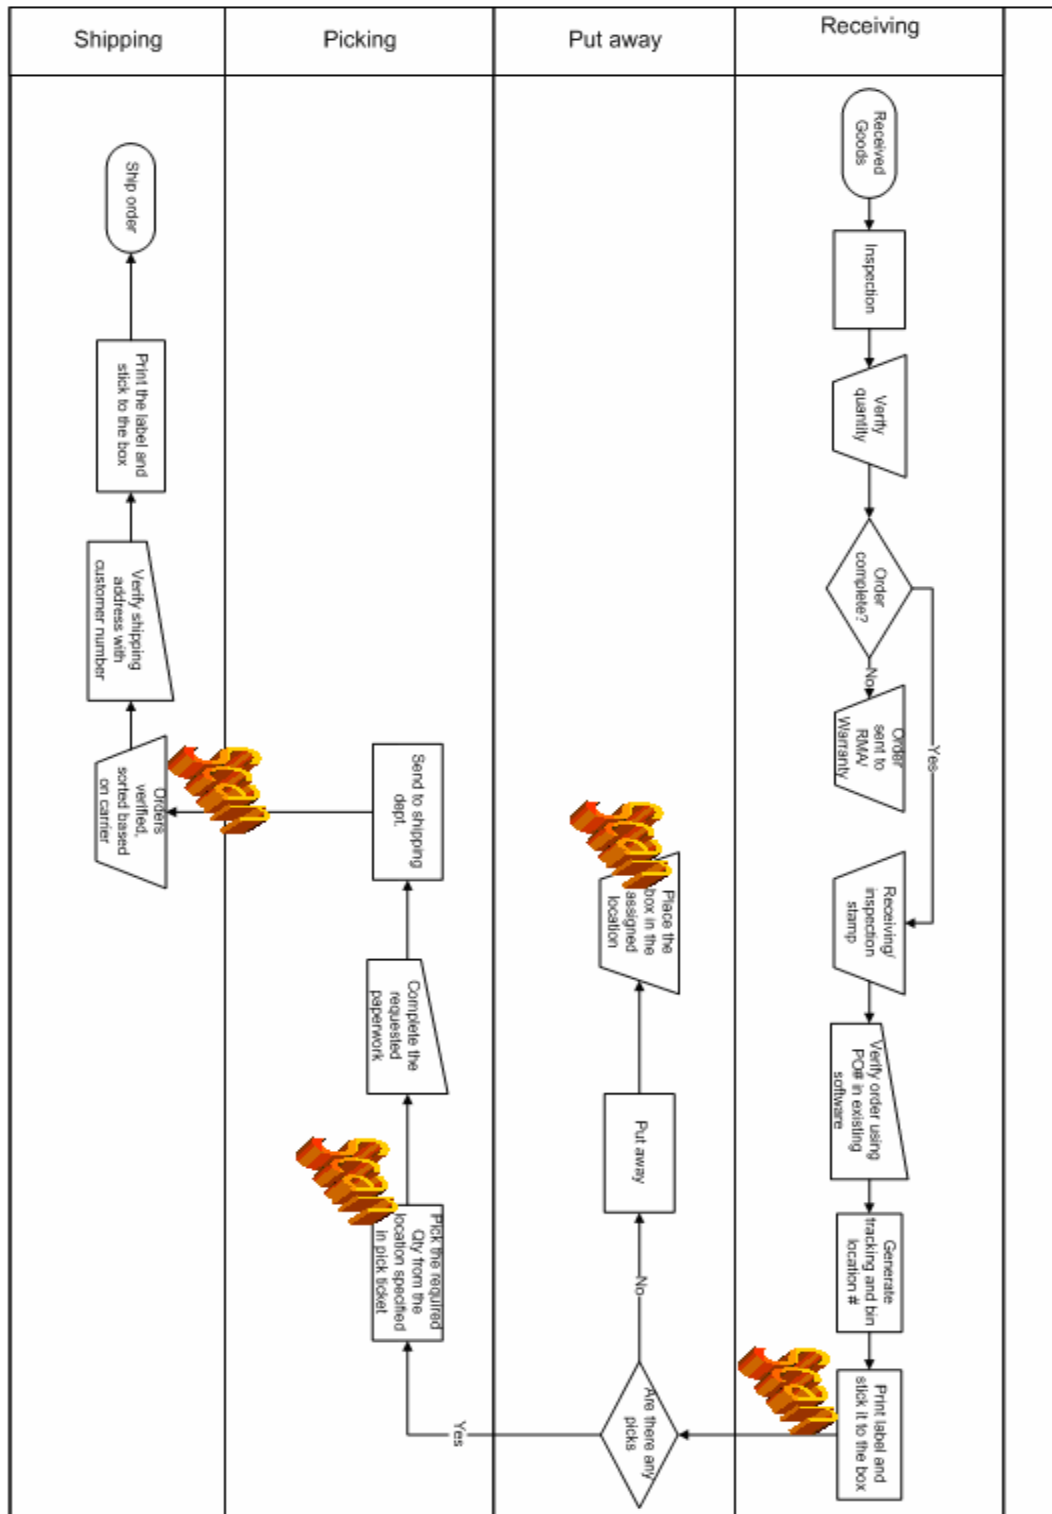 Shipping
Picking
Put away
Receiving
Received
Goods
Inspection
Verify
quantity
Order
complete?
No
Yes
Order
sent to
RMA/
Warranty
Receiving/
inspection
stamp
Verify order using
PO# in existing
software
Generate
tracking and bin
location #
Print label and
stick it to the box
Scan
Are there any
picks
No
Yes
Put away
Place the
box in the
assigned
location
Scan
Pick the required
Qty from the
location specified
in pick ticket
Scan
Complete the
requested
paperwork
Send to shipping
dept.
Scan
Orders
verified,
sorted based
on carrier
Verify shipping
address with
customer number
Print the label and
stick to the box
Ship order